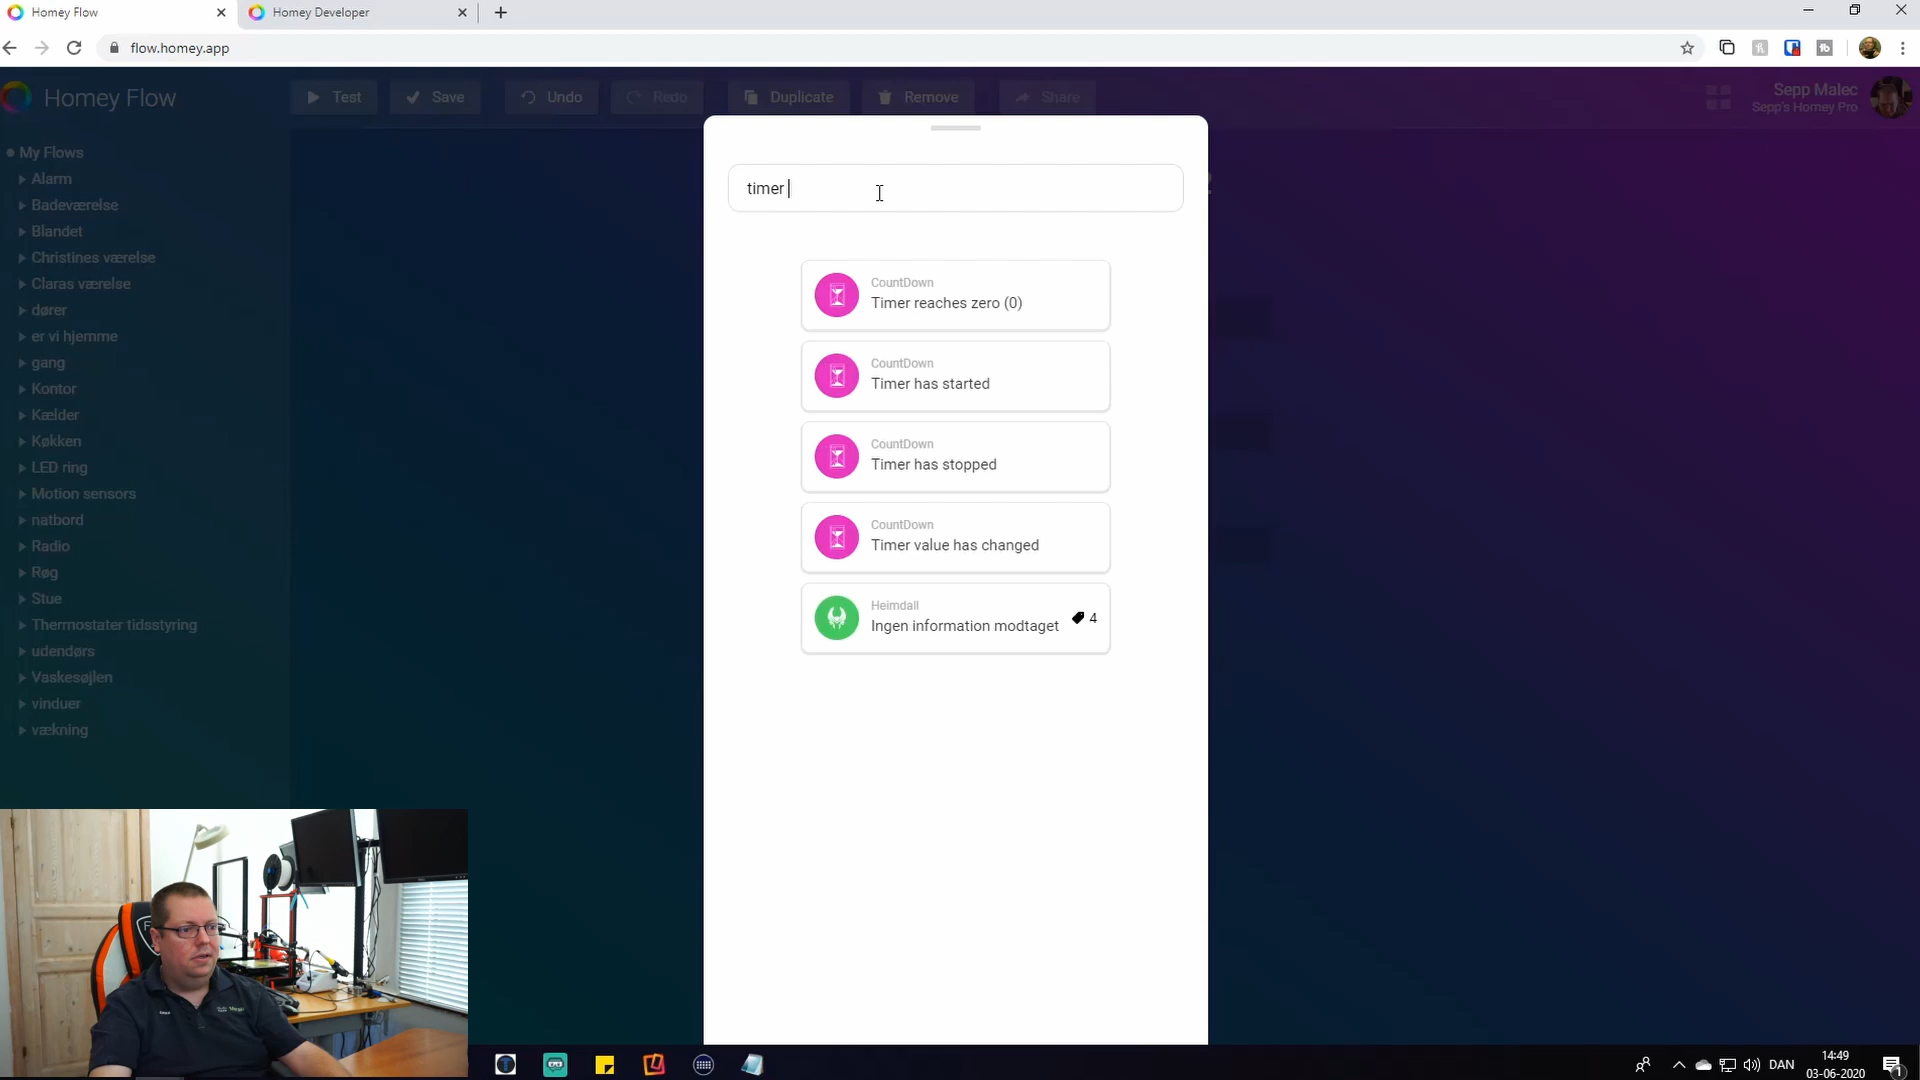 Homey Flow
Homey Developer
flow.homey.app
Homey Flow
Test
Save
Undo
Redo
Duplicate
Remove
Share
Sepp Malec
Sepp's Homey Pro
My Flows
Alarm
Badeværelse
Blandet
Christines værelse
Claras værelse
dører
er vi hjemme
gang
Kontor
Kælder
Køkken
LED ring
Motion sensors
natbord
Radio
Røg
Stue
Thermostater tidsstyring
udendørs
Vaskesøjlen
vinduer
vækning
timer
CountDown
Timer reaches zero (0)
CountDown
Timer has started
CountDown
Timer has stopped
CountDown
Timer value has changed
Heimdall
Ingen information modtaget
4
DAN
14:49
03-06-2020
1